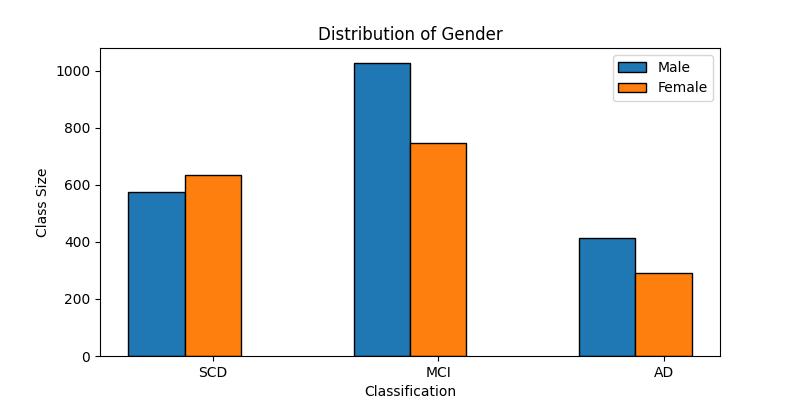 Distribution of Gender
Male
Female
1000
800
600
400
200
0
Class Size
SCD
MCI
AD
Classification